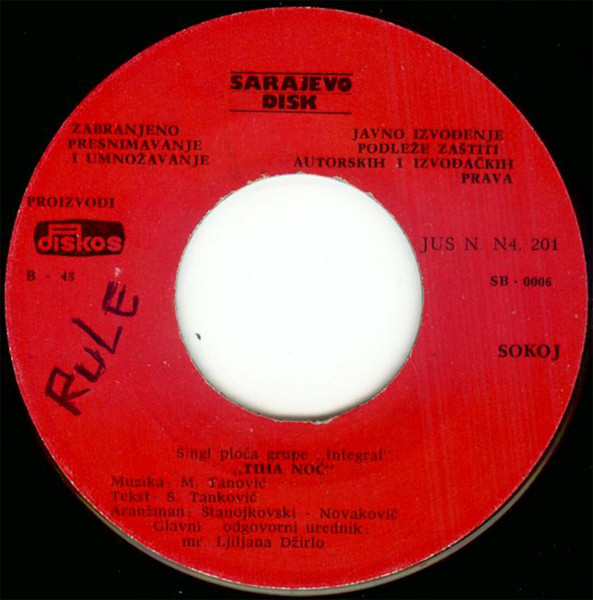 SARAJEVO
DISK
ZABRANJENO
PRESNIMAVANJE
I UMNOŽAVANJE
JAVNO IZVOĐENJE
PODLEŽE ZAŠTITI
AUTORSKIH I IZVOĐAČKIH
PRAVA
PROIZVODI
diskos
B - 45
JUS N. N4. 201
SB - 0006
RULE
SOKOJ
Singl ploča grupe „Integral"
„TIHA NOĆ"
Muzika: M. Tanović
Tekst: S. Tanković
Aranžman: Stanojkovski - Novaković
Glavni odgovorni urednik:
mr. Ljiljana Džirlo